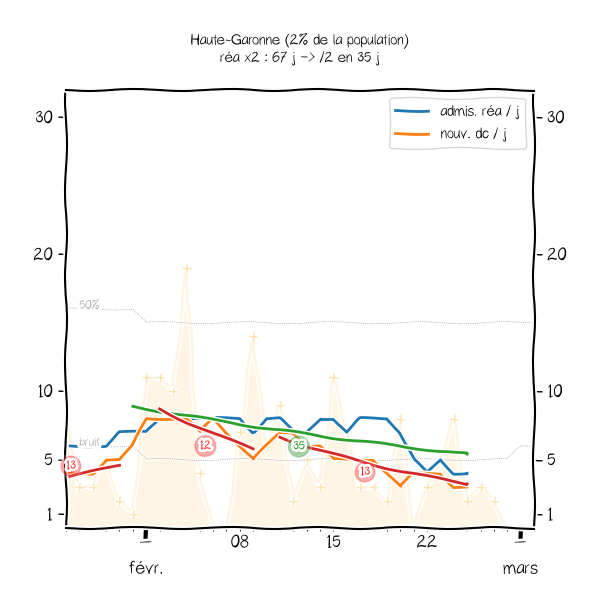 Haute-Garonne (2% de la population)
réa x2 : 67 j -> /2 en 35 j
admis. réa / j
nouv. dc / j
30
30
20
20
50%
10
10
bruit
12
35
13
13
5
5
1
1
08
15
22
févr.
mars